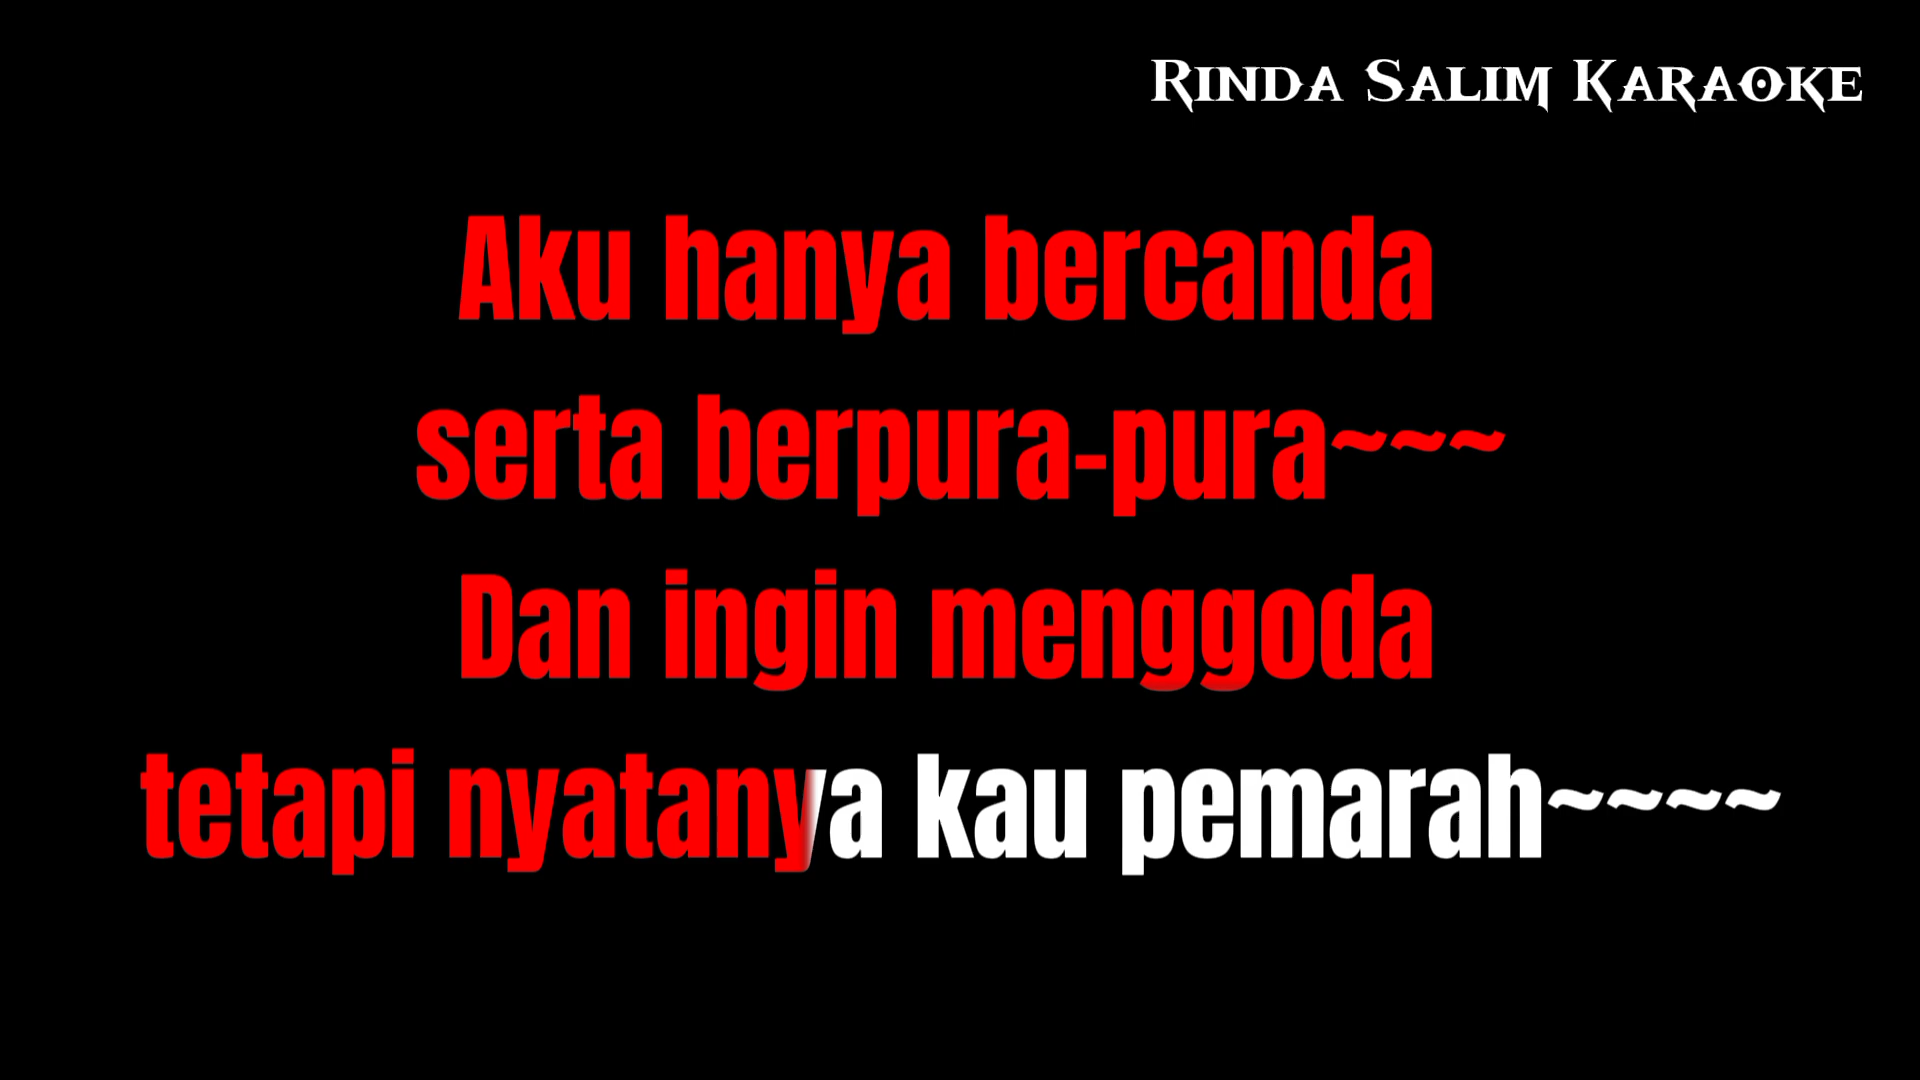 Rinda Salim Karaoke
Aku hanya bercanda
serta berpura-pura~~~
Dan ingin menggoda
tetapi nyatanya kau pemarah~~~~